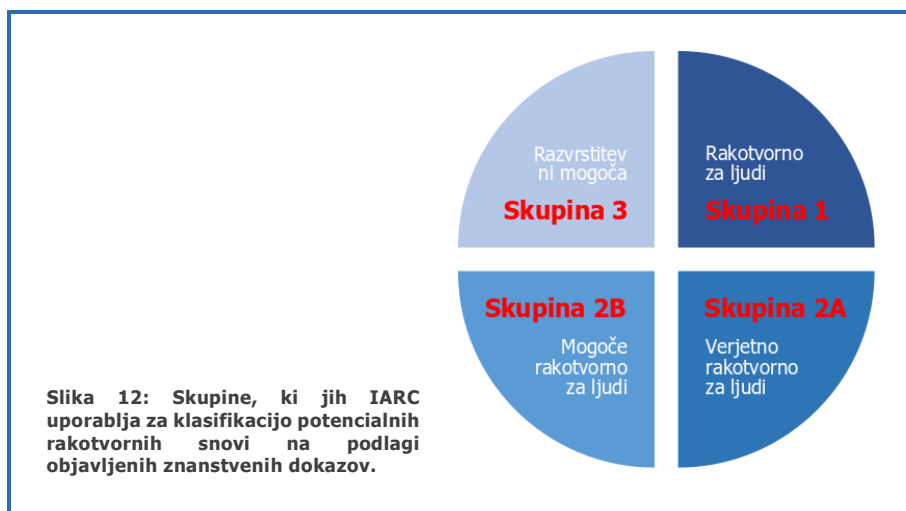 Razvrstitev
ni mogoča
Skupina 3
Rakotvorno
za ljudi
Skupina 1
Skupina 2B
Mogoče
rakotvorno
za ljudi
Skupina 2A
Verjetno
rakotvorno
za ljudi
Slika 12: Skupine, ki jih IARC
uporablja za klasifikacijo potencialnih
rakotvornih snovi na podlagi
objavljenih znanstvenih dokazov.